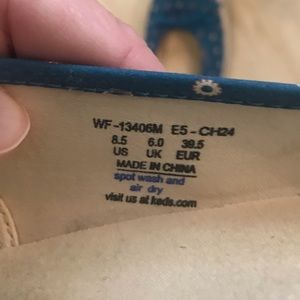 WF-13406M E5-CH24
8.5 6.0 39.5
US UK EUR
MADE IN CHINA
spot wash and
air dry
visit us at keds.com